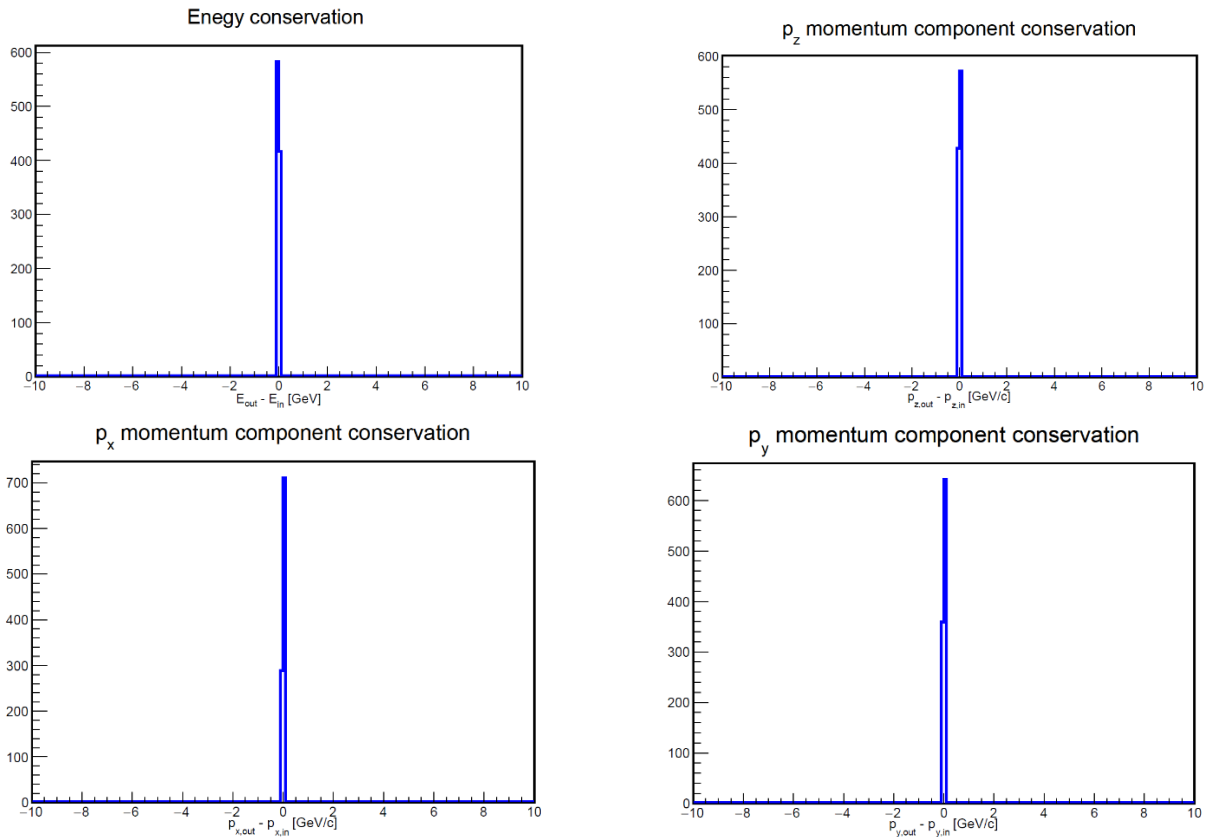 Enegy conservation
600
500
400
300
200
100
0
−10 −8 −6 −4 −2 0 2 4 6 8 10
E_out - E_in [GeV]
p_z momentum component conservation
600
500
400
300
200
100
0
−10 −8 −6 −4 −2 0 2 4 6 8 10
p_z,out - p_z,in [GeV/c]
p_x momentum component conservation
700
600
500
400
300
200
100
0
−10 −8 −6 −4 −2 0 2 4 6 8 10
p_x,out - p_x,in [GeV/c]
p_y momentum component conservation
600
500
400
300
200
100
0
−10 −8 −6 −4 −2 0 2 4 6 8 10
p_y,out - p_y,in [GeV/c]